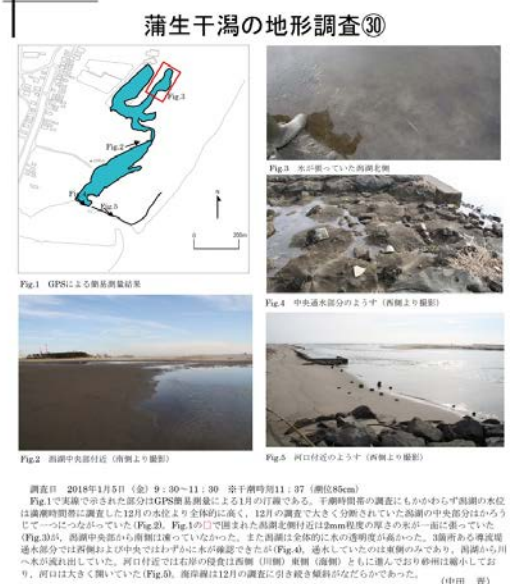 蒲生干潟の地形調査㉚
Fig.3
Fig.2
Fig.5
0 200m
Fig.1 GPSによる簡易測量結果
Fig.3 氷が張っていた潟湖北側
Fig.4 中央通水部分のようす（西側より撮影）
Fig.2 潟湖中央部付近（南側より撮影）
Fig.5 河口付近のようす（西側より撮影）
調査日 2018年1月5日（金）9：30～11：30 ※干潮時刻11：37（潮位85cm）
Fig.1で実線で示された部分はGPS簡易測量による1月の汀線である。干潮時間帯の調査にもかかわらず潟湖の水位
は満潮時間帯に調査した12月の水位より全体的に高く，12月の調査で大きく分断されていた潟湖の中央部分はかろう
じて一つにつながっていた(Fig.2)。Fig.1の□で囲まれた潟湖北側付近は2mm程度の厚さの氷が一面に張っていた
(Fig.3)が，潟湖中央部から南側は凍っていなかった。また潟湖は全体的に水の透明度が高かった。3箇所ある導流堤
通水部分では西側および中央ではわずかに水が確認できたが(Fig.4)，通水していたのは東側のみであり，潟湖から川
へ水が流れ出していた。河口付近では右岸の侵食は西側（川側）東側（海側）ともに進んでおり砂州は縮小してお
り，河口は大きく開いていた(Fig.5)。海岸線は12月の調査に引き続き傾斜がなだらかであった。